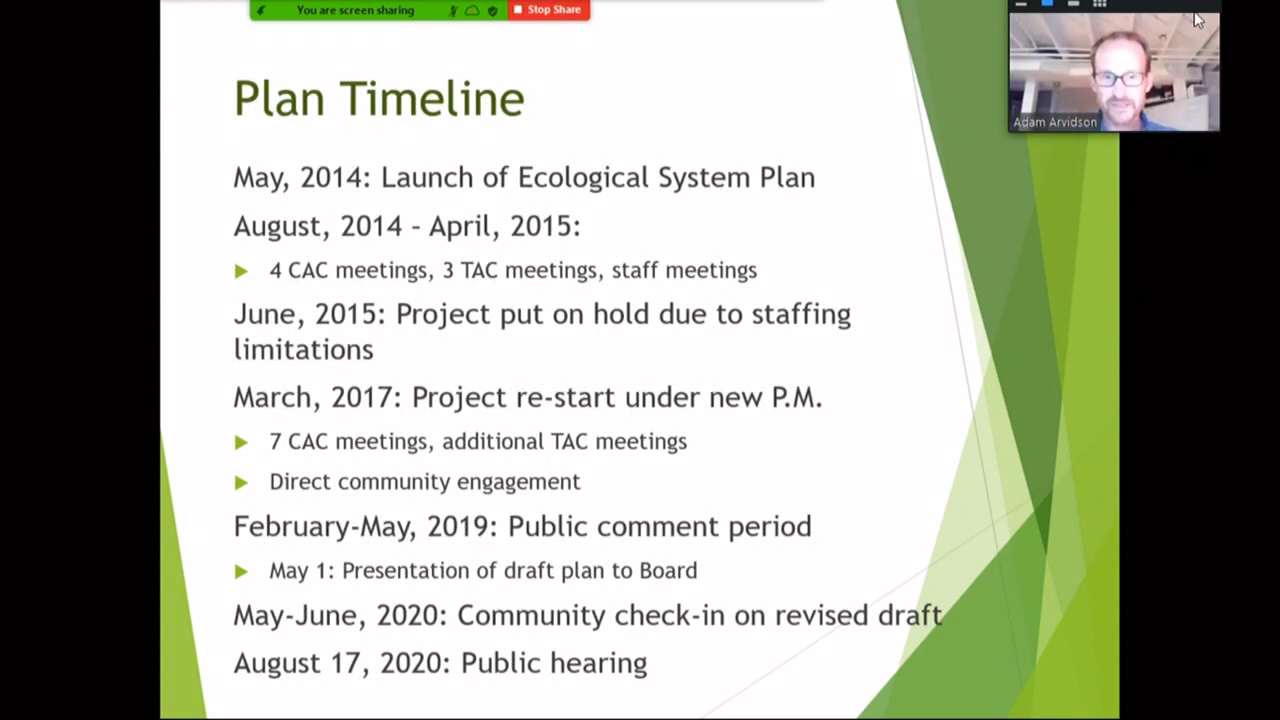 You are screen sharing
Stop Share
Adam Arvidson
Plan Timeline
May, 2014: Launch of Ecological System Plan
August, 2014 – April, 2015:
4 CAC meetings, 3 TAC meetings, staff meetings
June, 2015: Project put on hold due to staffing
limitations
March, 2017: Project re-start under new P.M.
7 CAC meetings, additional TAC meetings
Direct community engagement
February-May, 2019: Public comment period
May 1: Presentation of draft plan to Board
May-June, 2020: Community check-in on revised draft
August 17, 2020: Public hearing